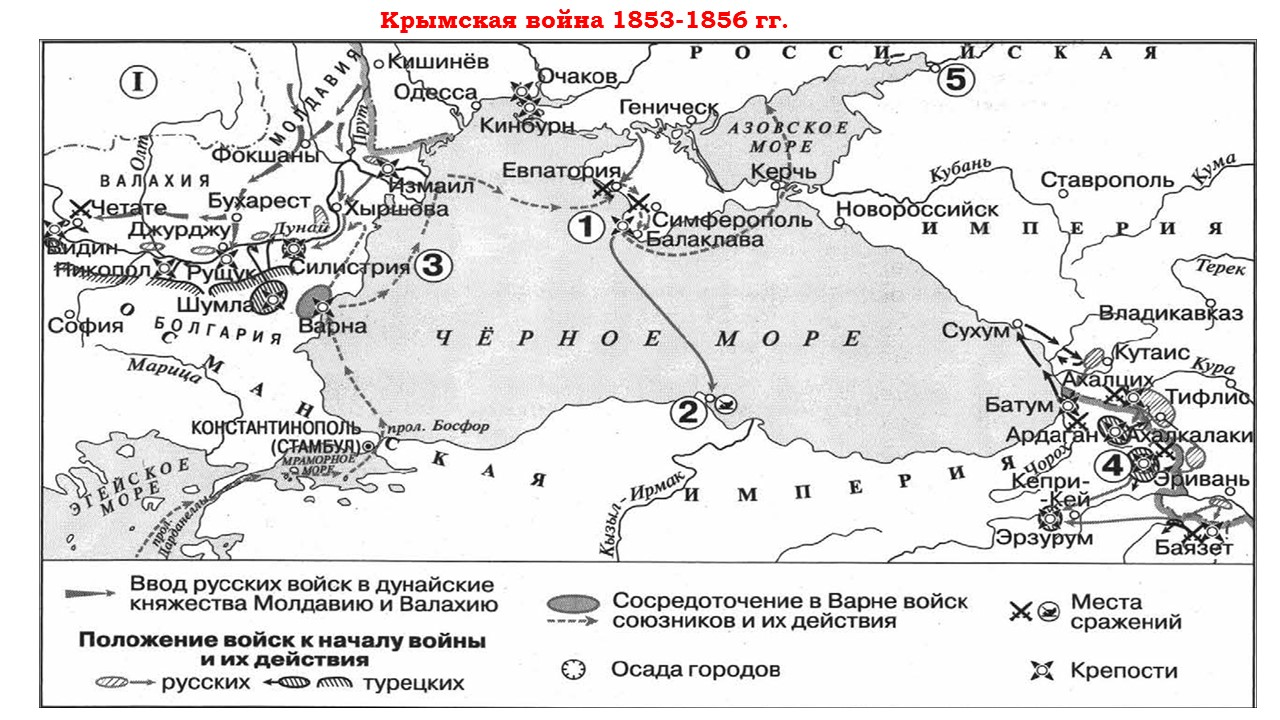 Крымская война 1853-1856 гг.
РОССИЙСКАЯ
I
Кишинёв
Очаков
5
МОЛДАВИЯ
Одесса
Геническ
Прут
Кинбурн
АЗОВСКОЕ
МОРЕ
Олт
Фокшаны
Евпатория
Керчь
Кубань
Кума
ВАЛАХИЯ
Измаил
Ставрополь
Четате
Бухарест
Хыршова
1
Симферополь
Новороссийск
Джурджу
Дунай
Балаклава
ИМПЕРИЯ
Видин
Никопол
Рущук
Силистрия
3
Терек
Шумла
София
БОЛГАРИЯ
Варна
Владикавказ
ЧЁРНОЕ МОРЕ
Сухум
Кутаис
Марица
Кура
Ахалцих
Тифлис
2
Батум
КОНСТАНТИНОПОЛЬ
(СТАМБУЛ)
прол. Босфор
Ардаган
Ахалкалаки
МРАМОРНОЕ
МОРЕ
ОСМАНСКАЯ ИМПЕРИЯ
Чорох
4
ЭГЕЙСКОЕ
МОРЕ
Кепри-
-Кей
Эривань
прол.
Дарданеллы
Кызыл-Ирмак
Эрзурум
Баязет
Ввод русских войск в дунайские
княжества Молдавию и Валахию
Положение войск к началу войны
и их действия
русских
турецких
Сосредоточение в Варне войск
союзников и их действия
Осада городов
Места
сражений
Крепости